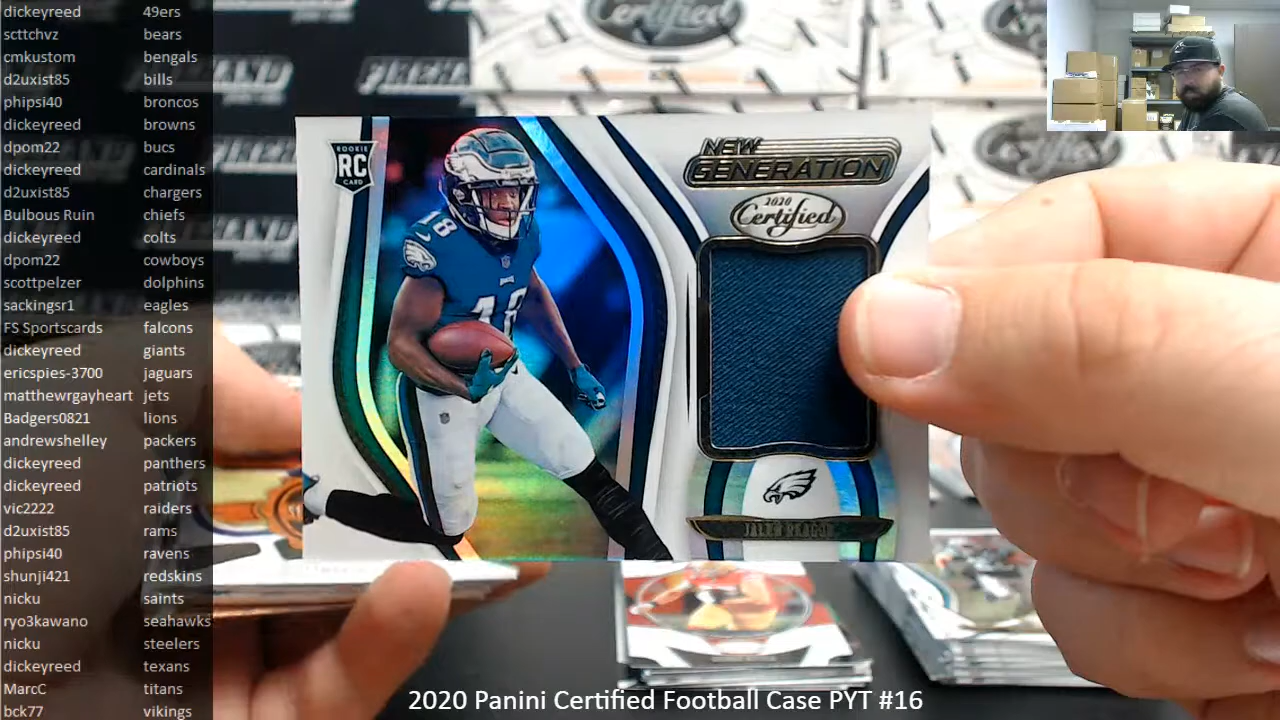 dickeyreed 49ers
scttchvz bears
cmkustom bengals
d2uxist85 bills
phipsi40 broncos
dickeyreed browns
dpom22 bucs
dickeyreed cardinals
d2uxist85 chargers
Bulbous Ruin chiefs
dickeyreed colts
dpom22 cowboys
scottpelzer dolphins
sackingsr1 eagles
FS Sportscards falcons
dickeyreed giants
ericspies-3700 jaguars
matthewrgayheart jets
Badgers0821 lions
andrewshelley packers
dickeyreed panthers
dickeyreed patriots
vic2222 raiders
d2uxist85 rams
phipsi40 ravens
shunji421 redskins
nicku saints
ryo3kawano seahawks
nicku steelers
dickeyreed texans
MarcC titans
bck77 vikings
Certified
ROOKIE
RC
CARD
18
18
NEW
GENERATION
2020
Certified
JALEN REAGOR
2020 Panini Certified Football Case PYT #16